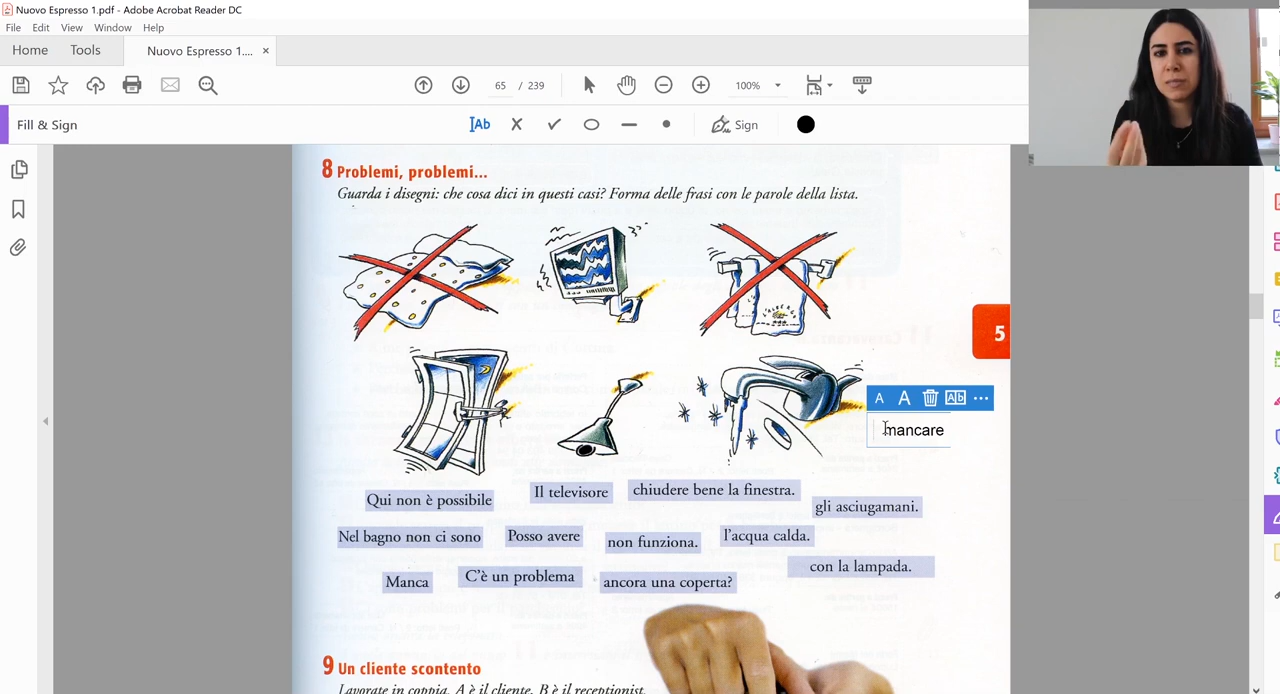 Nuovo Espresso 1.pdf - Adobe Acrobat Reader DC
File Edit View Window Help
Home Tools Nuovo Espresso 1.... ×
65 / 239 100%
Fill & Sign Ab Sign
8 Problemi, problemi...
Guarda i disegni: che cosa dici in questi casi? Forma delle frasi con le parole della lista.
5
A A Ab
mancare
Qui non è possibile Il televisore chiudere bene la finestra. gli asciugamani.
Nel bagno non ci sono Posso avere non funziona. l'acqua calda.
Manca C'è un problema ancora una coperta? con la lampada.
9 Un cliente scontento
Lavorate in coppia. A è il cliente, B è il receptionist.